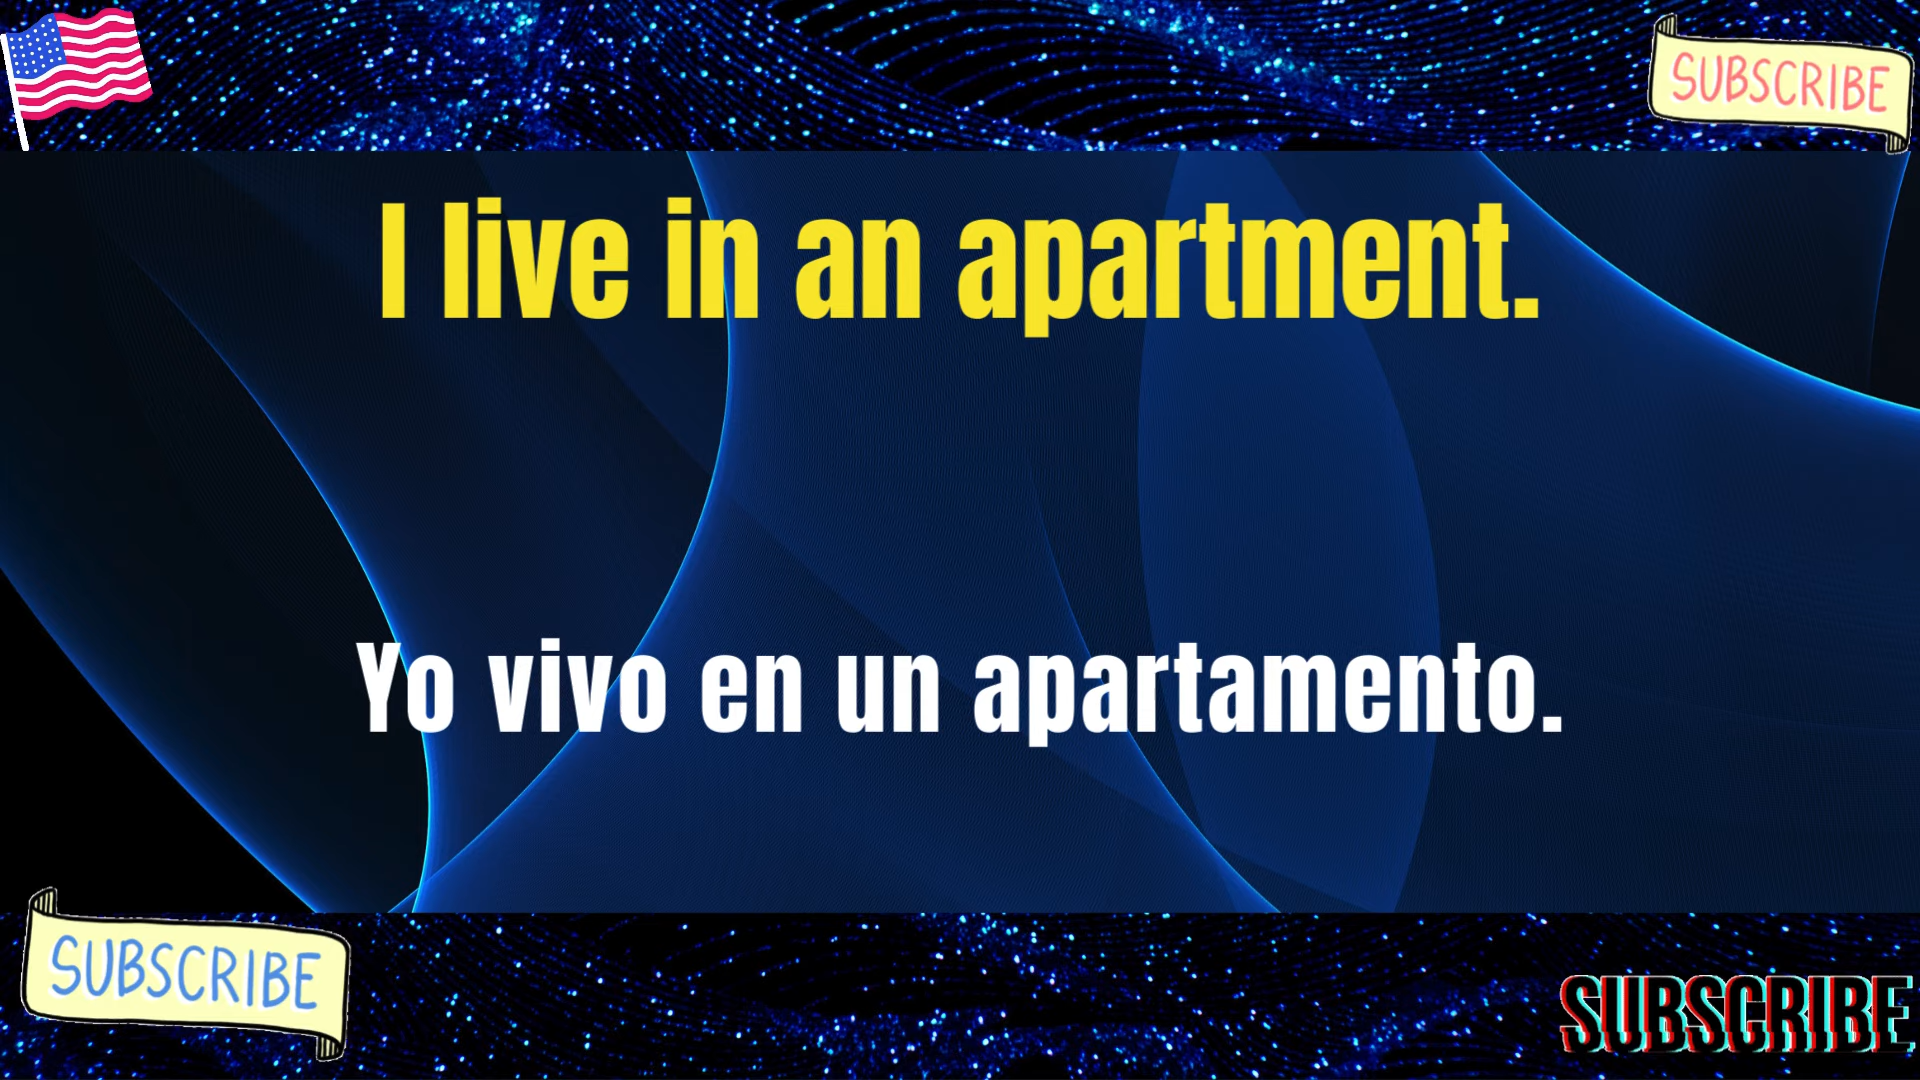 SUBSCRIBE
I live in an apartment.
Yo vivo en un apartamento.
SUBSCRIBE
SUBSCRIBE